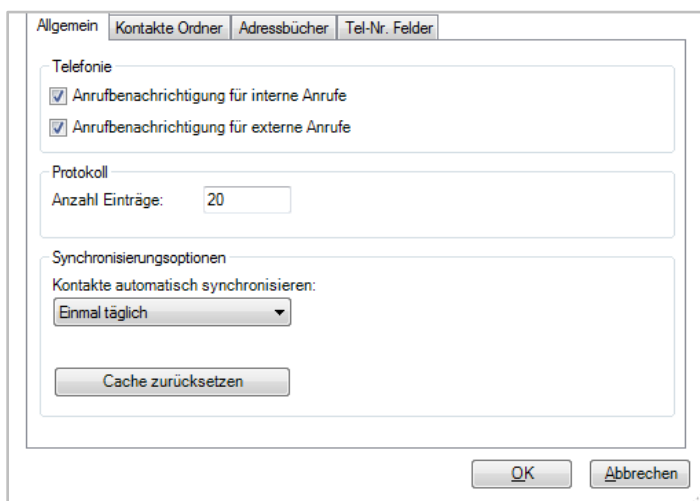 Allgemein Kontakte Ordner Adressbücher Tel-Nr. Felder
Telefonie
Anrufbenachrichtigung für interne Anrufe
Anrufbenachrichtigung für externe Anrufe
Protokoll
Anzahl Einträge: 20
Synchronisierungsoptionen
Kontakte automatisch synchronisieren:
Einmal täglich
Cache zurücksetzen
OK Abbrechen